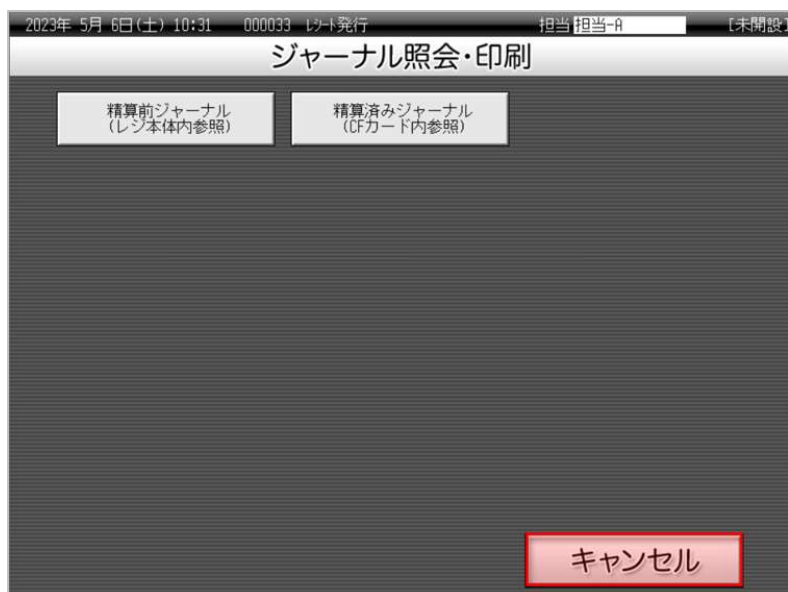 2023年 5月 6日(土) 10:31 000033 ﾚｼｰﾄ発行 担当 担当-A [未開設]
ジャーナル照会・印刷
精算前ジャーナル 精算済みジャーナル
(レジ本体内参照) (CFカード内参照)
キャンセル